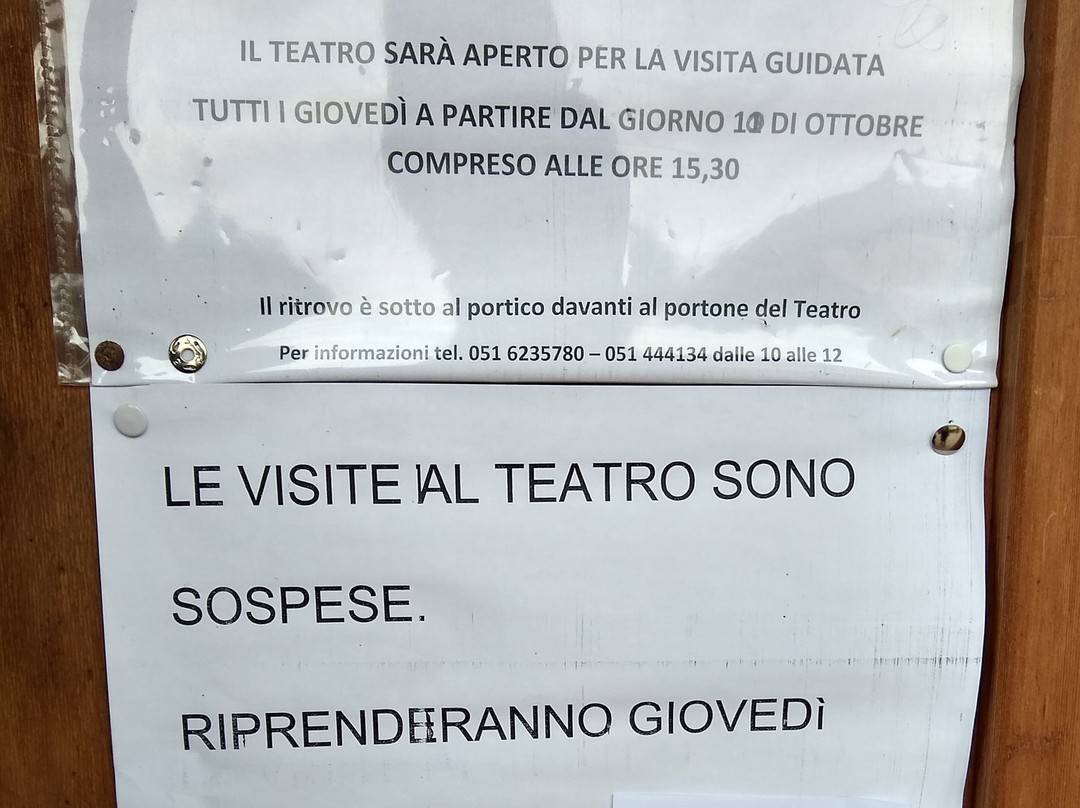 IL TEATRO SARÀ APERTO PER LA VISITA GUIDATA
TUTTI I GIOVEDÌ A PARTIRE DAL GIORNO DI OTTOBRE
COMPRESO ALLE ORE 15,30
Il ritrovo è sotto al portico davanti al portone del Teatro
Per informazioni tel. 051 6235780 – 051 444134 dalle 10 alle 12
LE VISITE AL TEATRO SONO
SOSPESE.
RIPRENDERANNO GIOVEDì